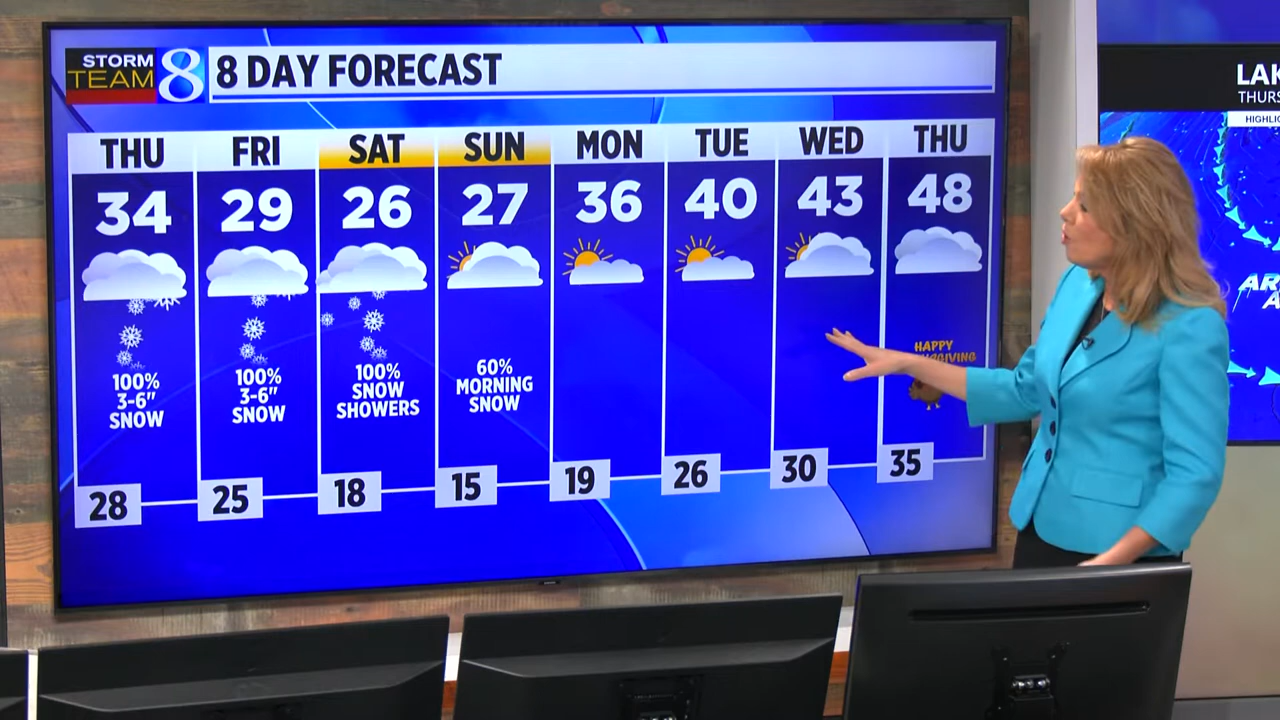 STORM
TEAM
8
8 DAY FORECAST
THU
FRI
SAT
SUN
MON
TUE
WED
THU
34
29
26
27
36
40
43
48
100%
3-6"
SNOW
100%
3-6"
SNOW
100%
SNOW
SHOWERS
60%
MORNING
SNOW
HAPPY
28
25
18
15
19
26
30
35